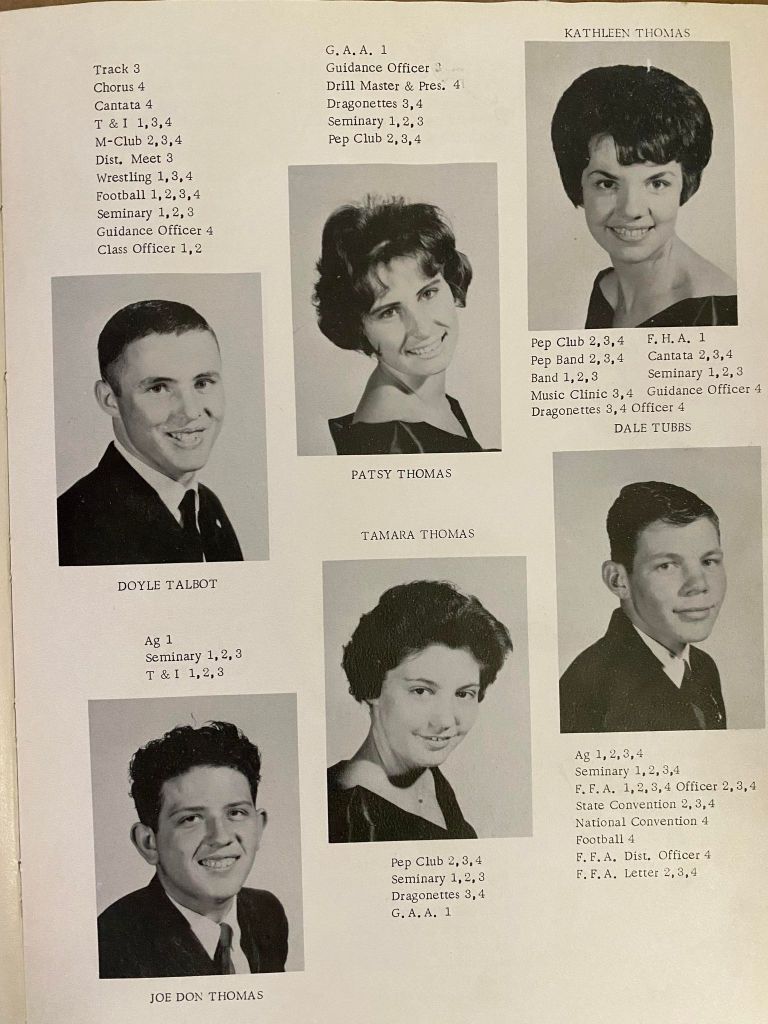 Track 3
Chorus 4
Cantata 4
T & I 1,3,4
M-Club 2,3,4
Dist. Meet 3
Wrestling 1,3,4
Football 1,2,3,4
Seminary 1,2,3
Guidance Officer 4
Class Officer 1,2
DOYLE TALBOT
Ag 1
Seminary 1,2,3
T & I 1,2,3
JOE DON THOMAS
G. A. A. 1
Guidance Officer 3
Drill Master & Pres. 4
Dragonettes 3,4
Seminary 1,2,3
Pep Club 2,3,4
PATSY THOMAS
TAMARA THOMAS
Pep Club 2,3,4
Seminary 1,2,3
Dragonettes 3,4
G. A. A. 1
KATHLEEN THOMAS
Pep Club 2,3,4 F. H. A. 1
Pep Band 2,3,4 Cantata 2,3,4
Band 1,2,3 Seminary 1,2,3
Music Clinic 3,4 Guidance Officer 4
Dragonettes 3,4 Officer 4
DALE TUBBS
Ag 1,2,3,4
Seminary 1,2,3,4
F. F. A. 1,2,3,4 Officer 2,3,4
State Convention 2,3,4
National Convention 4
Football 4
F. F. A. Dist. Officer 4
F. F. A. Letter 2,3,4